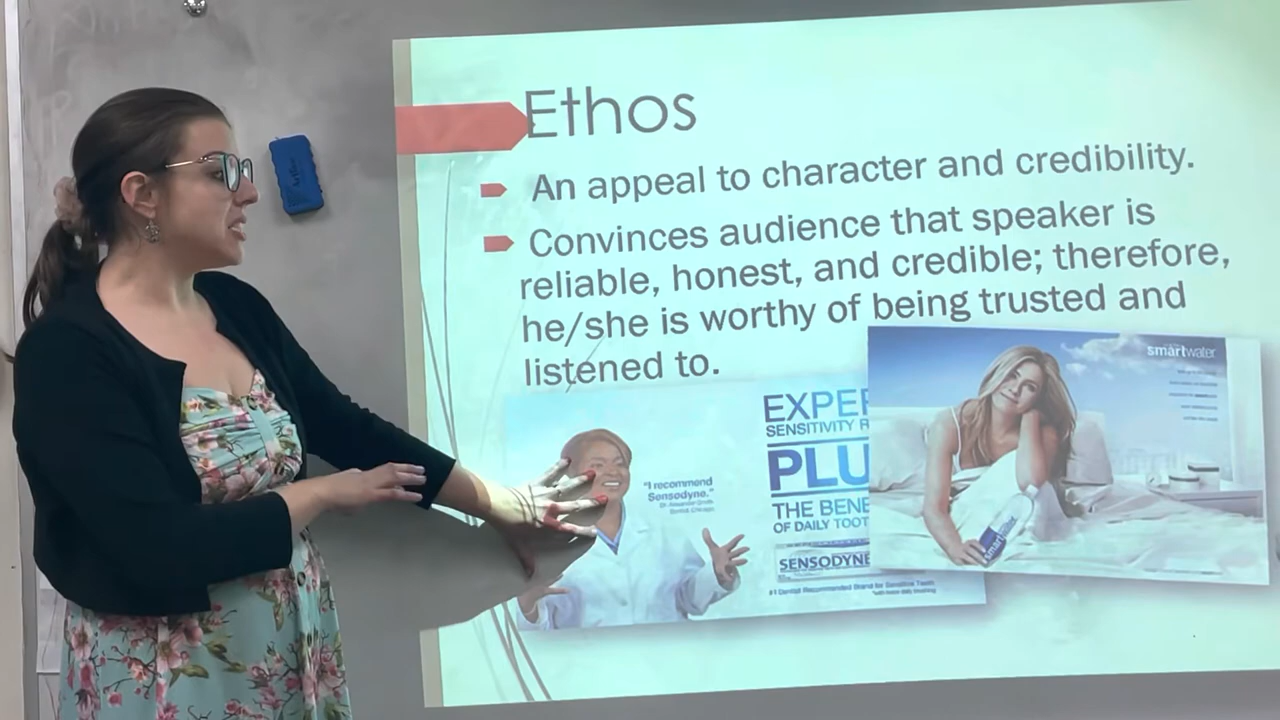 Ethos
An appeal to character and credibility.
Convinces audience that speaker is
reliable, honest, and credible; therefore,
he/she is worthy of being trusted and
listened to.
"I recommend
Sensodyne."
EXPER
SENSITIVITY R
PLU
THE BENE
OF DAILY TOOT
SENSODYNE
#1 Dental Recommended Brand for Sensitive Teeth
smartwater
smartwater